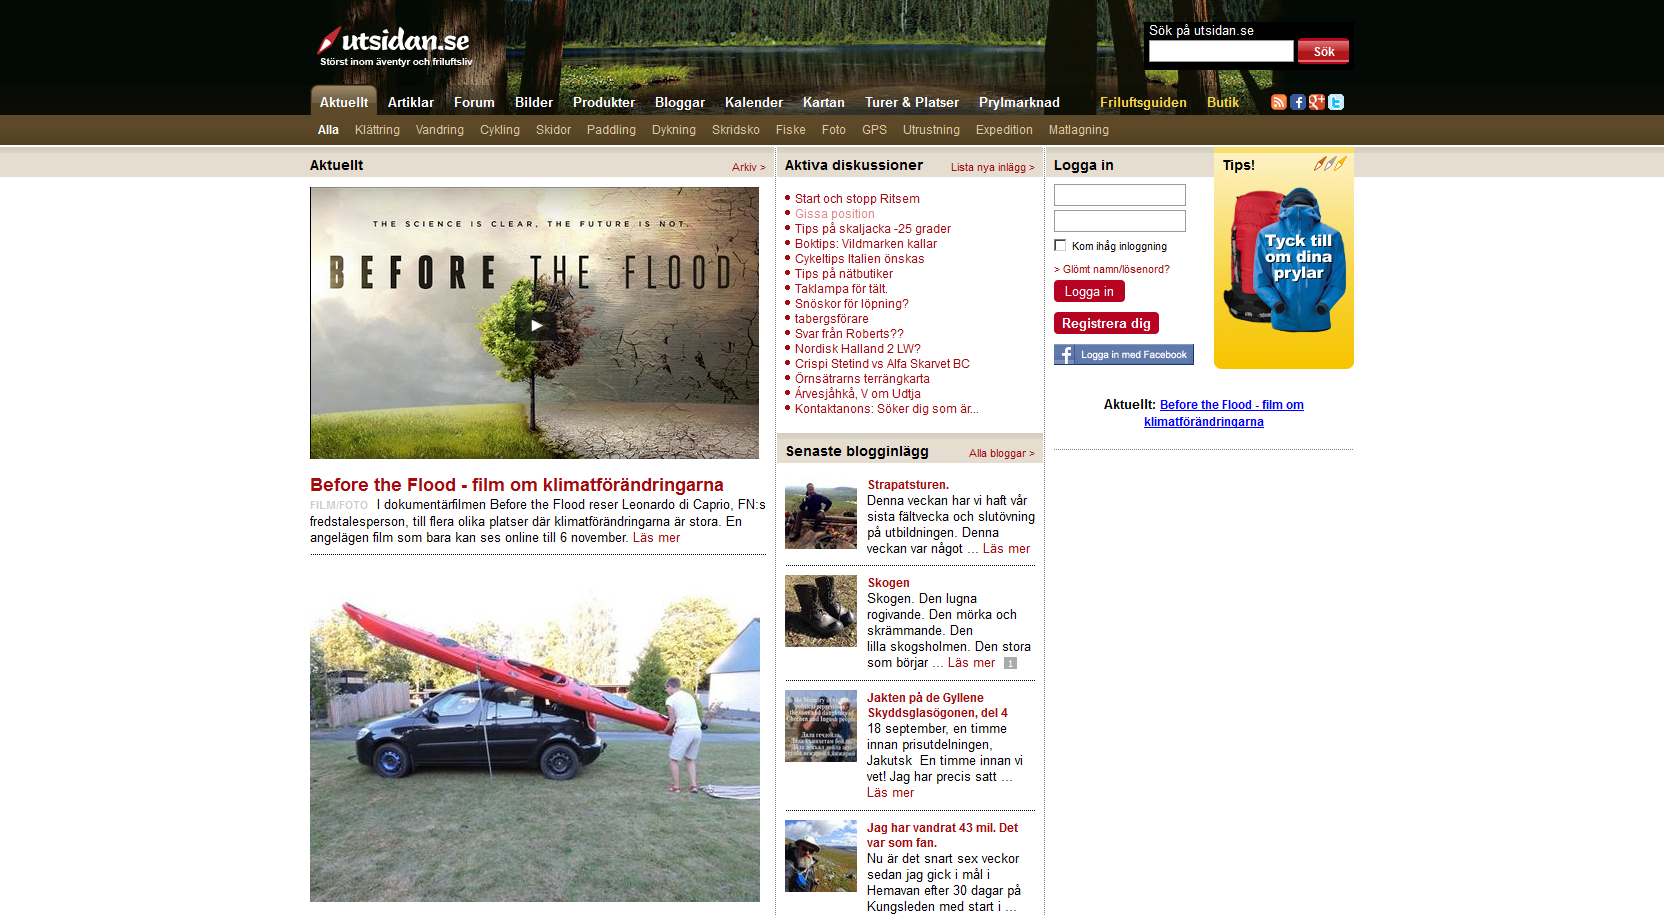 utsidan.se
Störst inom äventyr och friluftsliv
Sök på utsidan.se
Sök
Aktuellt Artiklar Forum Bilder Produkter Bloggar Kalender Kartan Turer & Platser Prylmarknad Friluftsguiden Butik
Alla Klättring Vandring Cykling Skidor Paddling Dykning Skridsko Fiske Foto GPS Utrustning Expedition Matlagning
Aktuellt
Arkiv >
THE SCIENCE IS CLEAR, THE FUTURE IS NOT.
BEFORE THE FLOOD
Before the Flood - film om klimatförändringarna
FILM/FOTO I dokumentärfilmen Before the Flood reser Leonardo di Caprio, FN:s
fredstalesperson, till flera olika platser där klimatförändringarna är stora. En
angelägen film som bara kan ses online till 6 november. Läs mer
Aktiva diskussioner
Lista nya inlägg >
Start och stopp Ritsem
Gissa position
Tips på skaljacka -25 grader
Boktips: Vildmarken kallar
Cykeltips Italien önskas
Tips på nätbutiker
Taklampa för tält.
Snöskor för löpning?
tabergsförare
Svar från Roberts??
Nordisk Halland 2 LW?
Crispi Stetind vs Alfa Skarvet BC
Örnsätrarns terrängkarta
Árvesjåhkå, V om Udtja
Kontaktanons: Söker dig som är...
Senaste blogginlägg
Alla bloggar >
Strapatsturen.
Denna veckan har vi haft vår
sista fältvecka och slutövning
på utbildningen. Denna
veckan var något ... Läs mer
Skogen
Skogen. Den lugna
rogivande. Den mörka och
skrämmande. Den
lilla skogsholmen. Den stora
som börjar ... Läs mer 1
Jakten på de Gyllene
Skyddsglasögonen, del 4
18 september, en timme
innan prisutdelningen,
Jakutsk En timme innan vi
vet! Jag har precis satt ...
Läs mer
Jag har vandrat 43 mil. Det
var som fan.
Nu är det snart sex veckor
sedan jag gick i mål i
Hemavan efter 30 dagar på
Kungsleden med start i ...
Logga in
Kom ihåg inloggning
> Glömt namn/lösenord?
Logga in
Registrera dig
Logga in med Facebook
Tips!
Tyck till
om dina
prylar
Aktuellt: Before the Flood - film om
klimatförändringarna